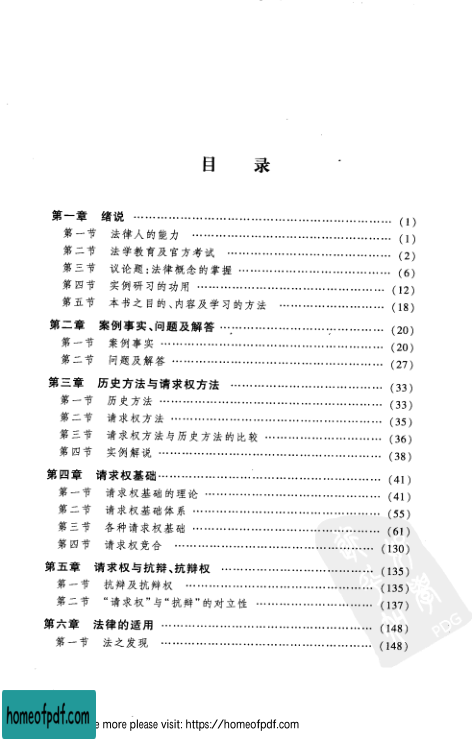 目 录
第一章 绪说 …… (1)
第一节 法律人的能力 …… (1)
第二节 法学教育及官方考试 …… (2)
第三节 议论题:法律概念的掌握 …… (6)
第四节 实例研习的功用 …… (12)
第五节 本书之目的、内容及学习的方法 …… (18)
第二章 案例事实、问题及解答 …… (20)
第一节 案例事实 …… (20)
第二节 问题及解答 …… (27)
第三章 历史方法与请求权方法 …… (33)
第一节 历史方法 …… (33)
第二节 请求权方法 …… (35)
第三节 请求权方法与历史方法的比较 …… (36)
第四节 实例解说 …… (38)
第四章 请求权基础 …… (41)
第一节 请求权基础的理论 …… (41)
第二节 请求权基础体系 …… (55)
第三节 各种请求权基础 …… (61)
第四节 请求权竞合 …… (130)
第五章 请求权与抗辩、抗辩权 …… (135)
第一节 抗辩及抗辩权 …… (135)
第二节 “请求权”与“抗辩”的对立性 …… (137)
第六章 法律的适用 …… (148)
第一节 法之发现 …… (148)
PDG
homeofpdf.com
e more please visit: https://homeofpdf.com